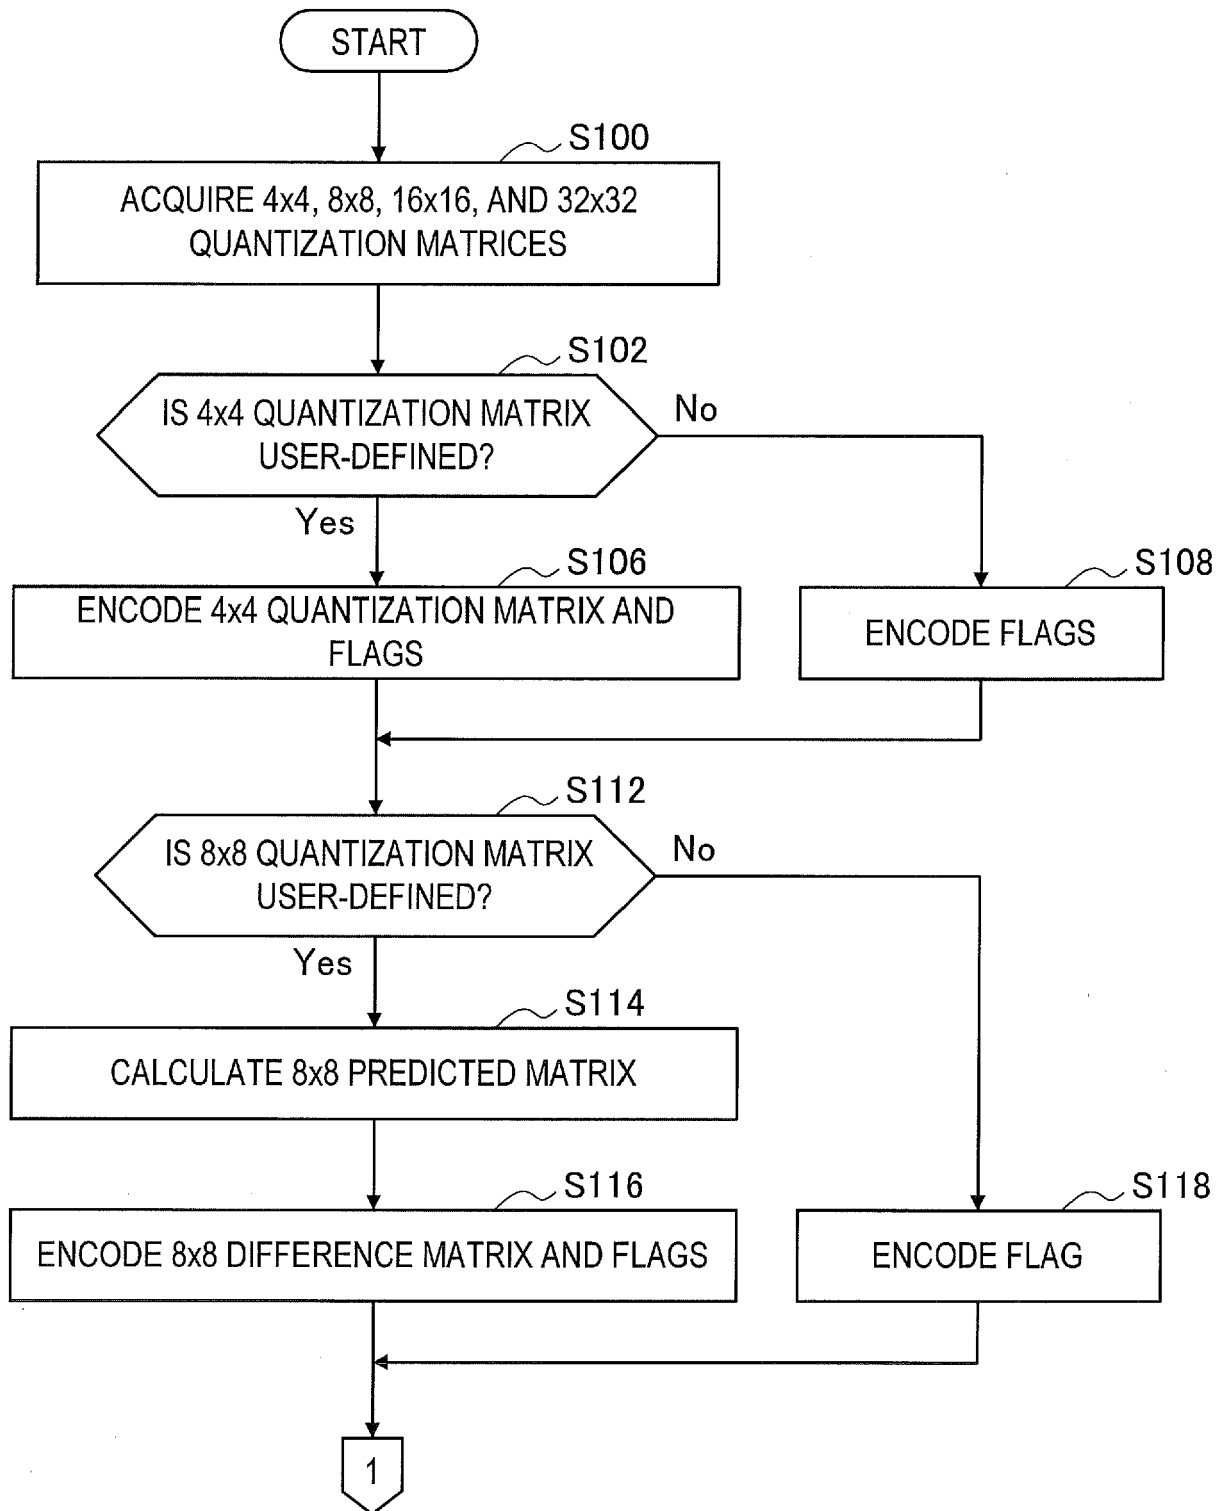 START
S100
ACQUIRE 4x4, 8x8, 16x16, AND 32x32
QUANTIZATION MATRICES
S102
IS 4x4 QUANTIZATION MATRIX
USER-DEFINED?
No
Yes
S106
ENCODE 4x4 QUANTIZATION MATRIX AND
FLAGS
S108
ENCODE FLAGS
S112
IS 8x8 QUANTIZATION MATRIX
USER-DEFINED?
No
Yes
S114
CALCULATE 8x8 PREDICTED MATRIX
S116
ENCODE 8x8 DIFFERENCE MATRIX AND FLAGS
S118
ENCODE FLAG
1